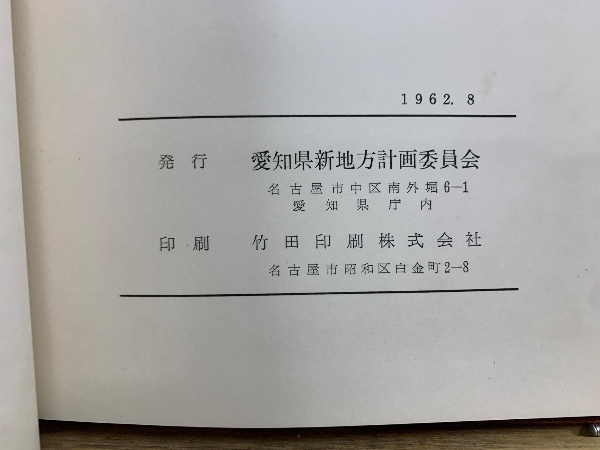 1962.8
発行 愛知県新地方計画委員会
名古屋市中区南外堀6-1
愛知県庁内
印刷 竹田印刷株式会社
名古屋市昭和区白金町2-8